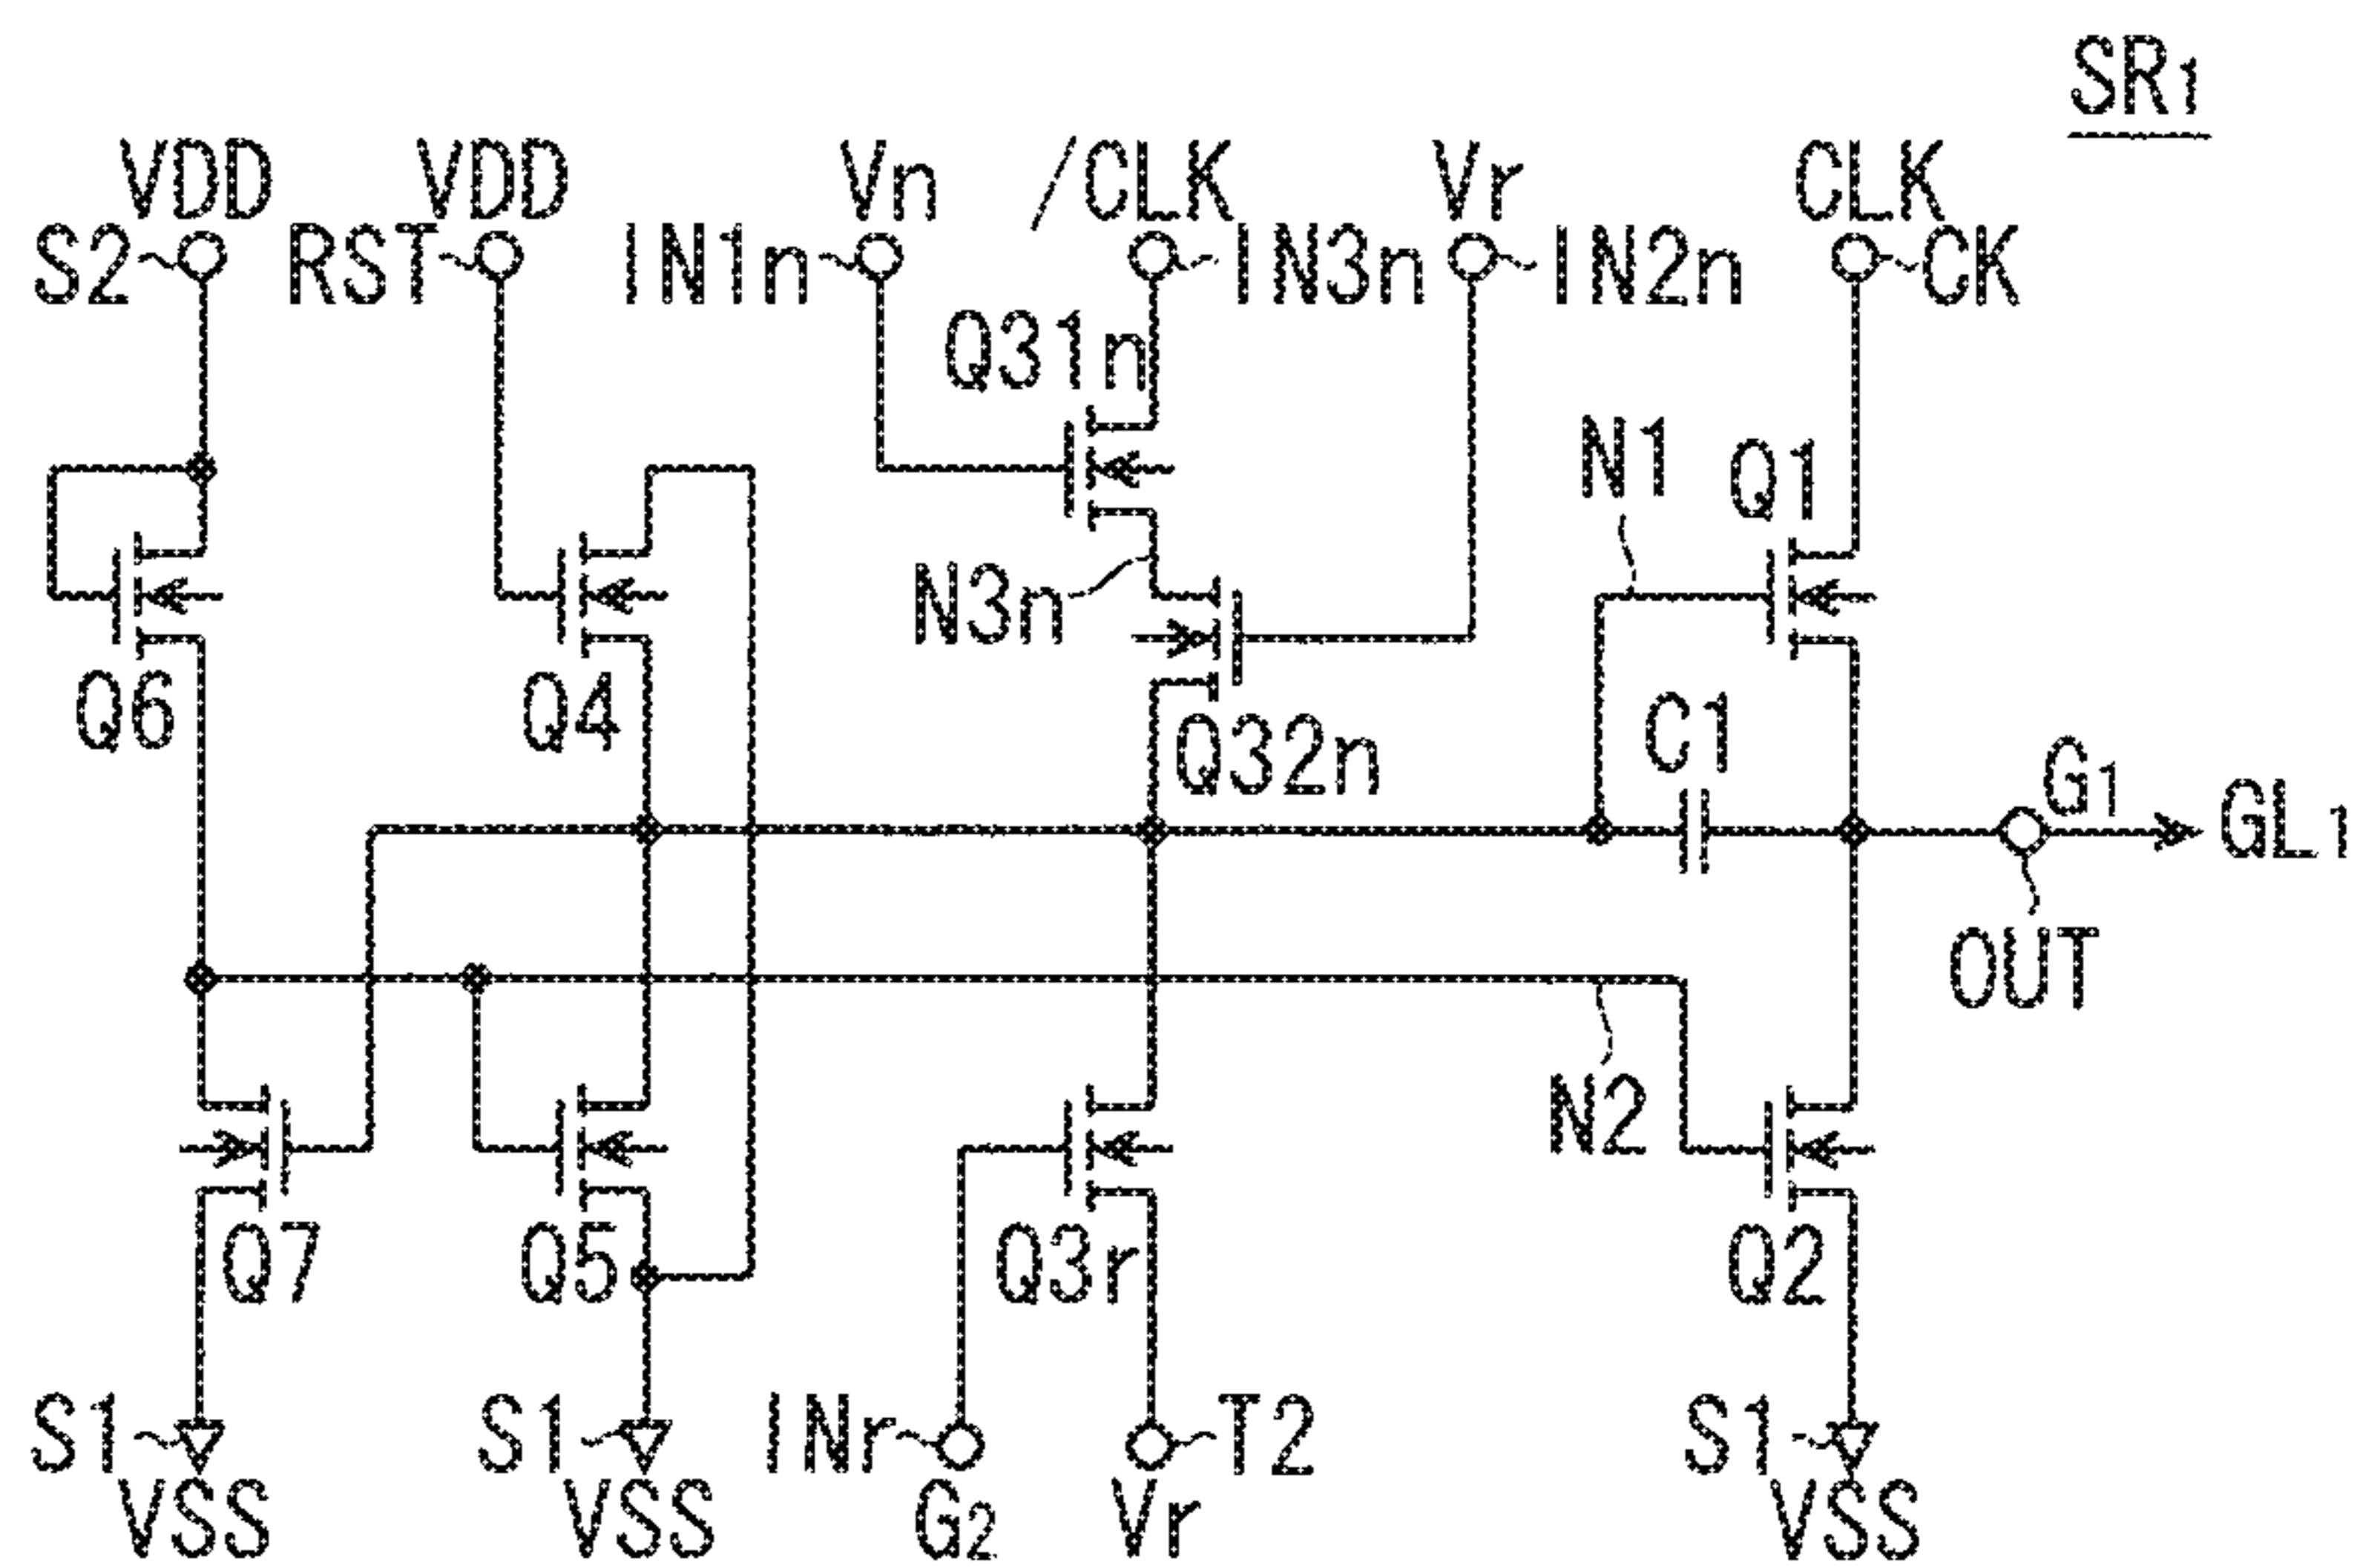 SR1
VDD VDD Vn /CLK Vr CLK
S2 RST IN1n IN3n IN2n CK
Q31n
N1 Q1
N3n
Q6 Q4 Q32n C1 G1
GL1
OUT
N2
Q7 Q5 Q3r Q2
S1 S1 INr T2 S1
VSS VSS G2 Vr VSS